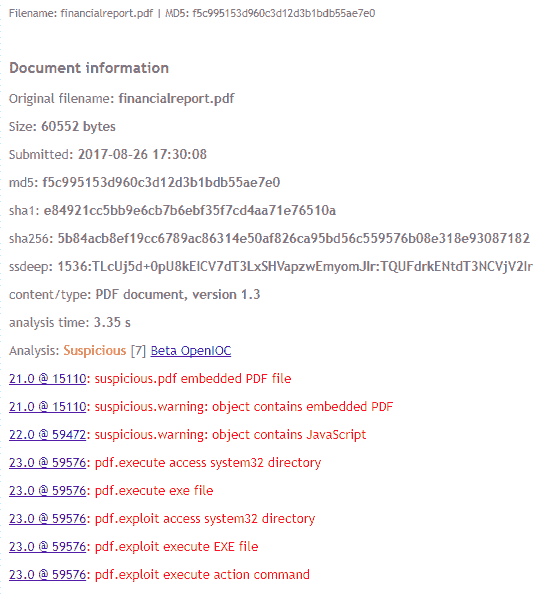 Filename: financialreport.pdf | MD5: f5c995153d960c3d12d3b1bdb55ae7e0
Document information
Original filename: financialreport.pdf
Size: 60552 bytes
Submitted: 2017-08-26 17:30:08
md5: f5c995153d960c3d12d3b1bdb55ae7e0
sha1: e84921cc5bb9e6cb7b6ebf35f7cd4aa71e76510a
sha256: 5b84acb8ef19cc6789ac86314e50af826ca95bd56c559576b08e318e93087182
ssdeep: 1536:TLcUj5d+0pU8kEICV7dT3LxSHVapzwEmyomJIr:TQUFdrkENtdT3NCVjV2Ir
content/type: PDF document, version 1.3
analysis time: 3.35 s
Analysis: Suspicious [7] Beta OpenIOC
21.0 @ 15110: suspicious.pdf embedded PDF file
21.0 @ 15110: suspicious.warning: object contains embedded PDF
22.0 @ 59472: suspicious.warning: object contains JavaScript
23.0 @ 59576: pdf.execute access system32 directory
23.0 @ 59576: pdf.execute exe file
23.0 @ 59576: pdf.exploit access system32 directory
23.0 @ 59576: pdf.exploit execute EXE file
23.0 @ 59576: pdf.exploit execute action command